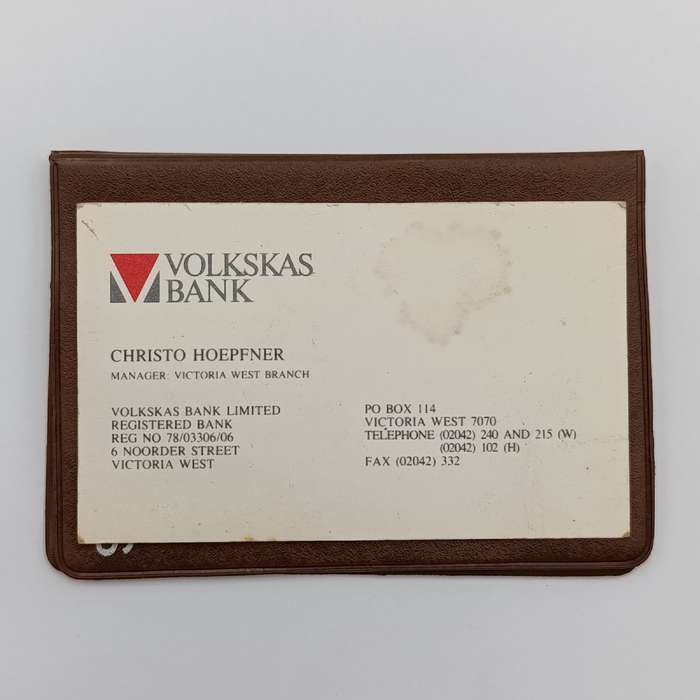 VOLKSKAS
BANK
CHRISTO HOEPFNER
MANAGER: VICTORIA WEST BRANCH
VOLKSKAS BANK LIMITED
REGISTERED BANK
REG NO 78/03306/06
6 NOORDER STREET
VICTORIA WEST
PO BOX 114
VICTORIA WEST 7070
TELEPHONE (02042) 240 AND 215 (W)
(02042) 102 (H)
FAX (02042) 332